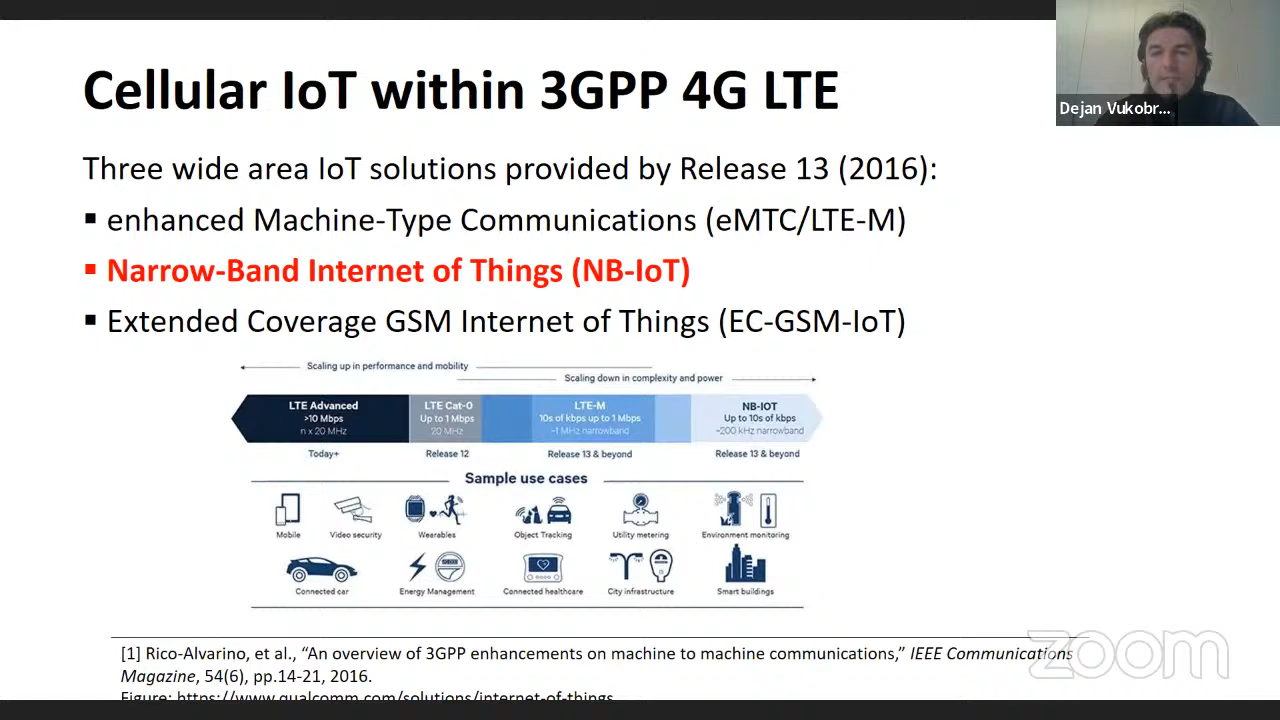 Cellular IoT within 3GPP 4G LTE
Dejan Vukobr...
Three wide area IoT solutions provided by Release 13 (2016):
▪ enhanced Machine-Type Communications (eMTC/LTE-M)
▪ Narrow-Band Internet of Things (NB-IoT)
▪ Extended Coverage GSM Internet of Things (EC-GSM-IoT)
Scaling up in performance and mobility
Scaling down in complexity and power
LTE Advanced
>10 Mbps
n x 20 MHz
LTE Cat-0
Up to 1 Mbps
20 MHz
LTE-M
10s of kbps up to 1 Mbps
~1 MHz narrowband
NB-IOT
Up to 10s of kbps
~200 kHz narrowband
Today+
Release 12
Release 13 & beyond
Release 13 & beyond
Sample use cases
Mobile
Video security
Wearables
Object Tracking
Utility metering
Environment monitoring
Connected car
Energy Management
Connected healthcare
City infrastructure
Smart buildings
[1] Rico-Alvarino, et al., “An overview of 3GPP enhancements on machine to machine communications,” IEEE Communications
Magazine, 54(6), pp.14-21, 2016.
Figure: https://www.qualcomm.com/solutions/internet-of-things
zoom